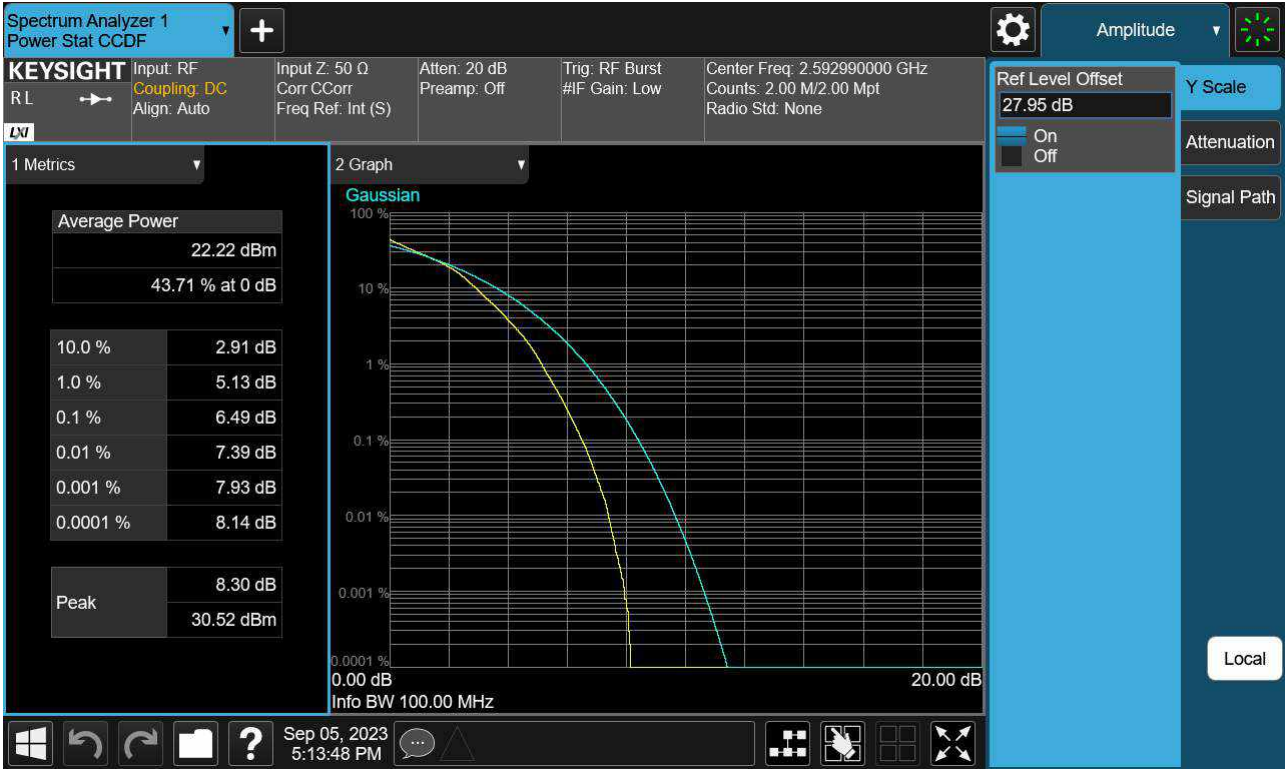 Spectrum Analyzer 1
Power Stat CCDF
+
Amplitude
KEYSIGHT
RL
LXI
Input: RF
Coupling: DC
Align: Auto
Input Z: 50 Ω
Corr CCorr
Freq Ref: Int (S)
Atten: 20 dB
Preamp: Off
Trig: RF Burst
#IF Gain: Low
Center Freq: 2.592990000 GHz
Counts: 2.00 M/2.00 Mpt
Radio Std: None
Ref Level Offset
27.95 dB
On
Off
Y Scale
Attenuation
Signal Path
Local
1 Metrics
Average Power
22.22 dBm
43.71 % at 0 dB
10.0 % 2.91 dB
1.0 % 5.13 dB
0.1 % 6.49 dB
0.01 % 7.39 dB
0.001 % 7.93 dB
0.0001 % 8.14 dB
Peak 8.30 dB
30.52 dBm
2 Graph
Gaussian
100 %
10 %
1 %
0.1 %
0.01 %
0.001 %
0.0001 %
0.00 dB 20.00 dB
Info BW 100.00 MHz
?
Sep 05, 2023
5:13:48 PM